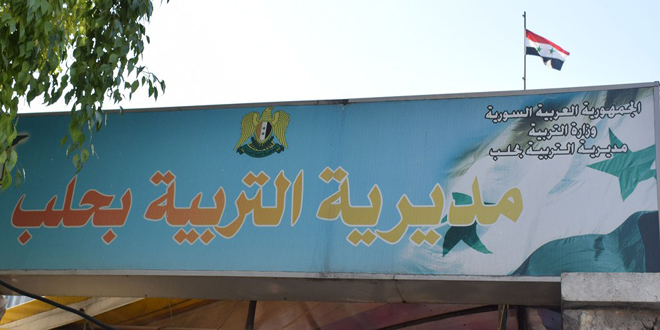 الجمهورية العربية السورية
وزارة التربية
مديرية التربية بحلب
مديرية التربية بحلب